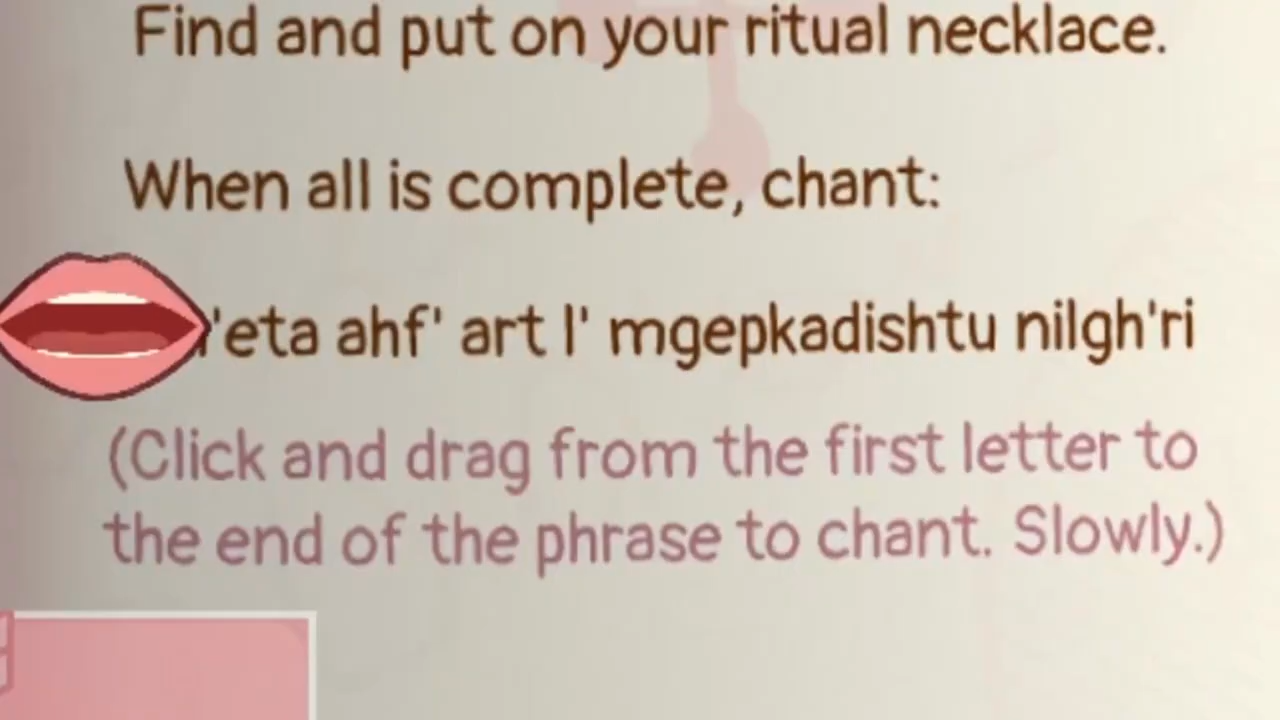 Find and put on your ritual necklace.
When all is complete, chant:
ahf' art l' mgepkadishtu nilgh'ri
(Click and drag from the first letter to
the end of the phrase to chant. Slowly.)